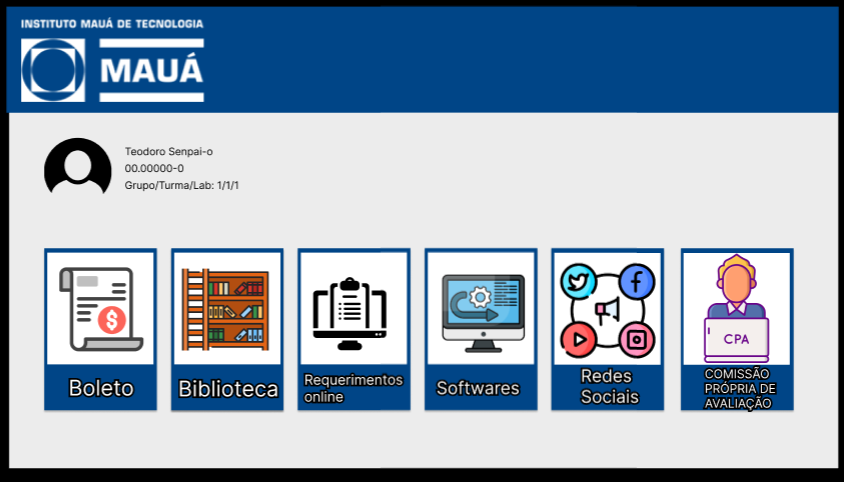 INSTITUTO MAUÁ DE TECNOLOGIA
MAUÁ
Teodoro Senpai-o
00.00000-0
Grupo/Turma/Lab: 1/1/1
Boleto
Biblioteca
Requerimentos
online
Softwares
Redes
Sociais
CPA
COMISSÃO
PRÓPRIA DE
AVALIAÇÃO